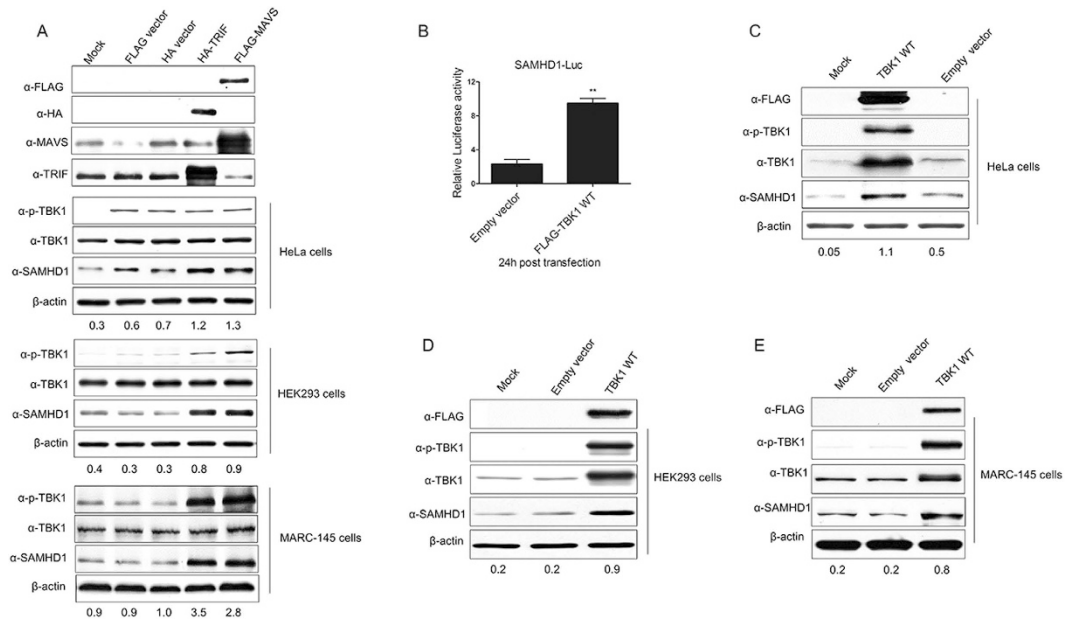 A
Mock
FLAG vector
HA vector
HA-TRIF
FLAG-MAVS
α-FLAG
α-HA
α-MAVS
α-TRIF
α-p-TBK1
α-TBK1
α-SAMHD1
β-actin
HeLa cells
0.3 0.6 0.7 1.2 1.3
α-p-TBK1
α-TBK1
α-SAMHD1
β-actin
HEK293 cells
0.4 0.3 0.3 0.8 0.9
α-p-TBK1
α-TBK1
α-SAMHD1
β-actin
MARC-145 cells
0.9 0.9 1.0 3.5 2.8
B
SAMHD1-Luc
Relative Luciferase activity
12
8
4
0
**
Empty vector
FLAG-TBK1 WT
24h post transfection
C
Mock
TBK1 WT
Empty vector
α-FLAG
α-p-TBK1
α-TBK1
α-SAMHD1
β-actin
HeLa cells
0.05 1.1 0.5
D
Mock
Empty vector
TBK1 WT
α-FLAG
α-p-TBK1
α-TBK1
α-SAMHD1
β-actin
HEK293 cells
0.2 0.2 0.9
E
Mock
Empty vector
TBK1 WT
α-FLAG
α-p-TBK1
α-TBK1
α-SAMHD1
β-actin
MARC-145 cells
0.2 0.2 0.8